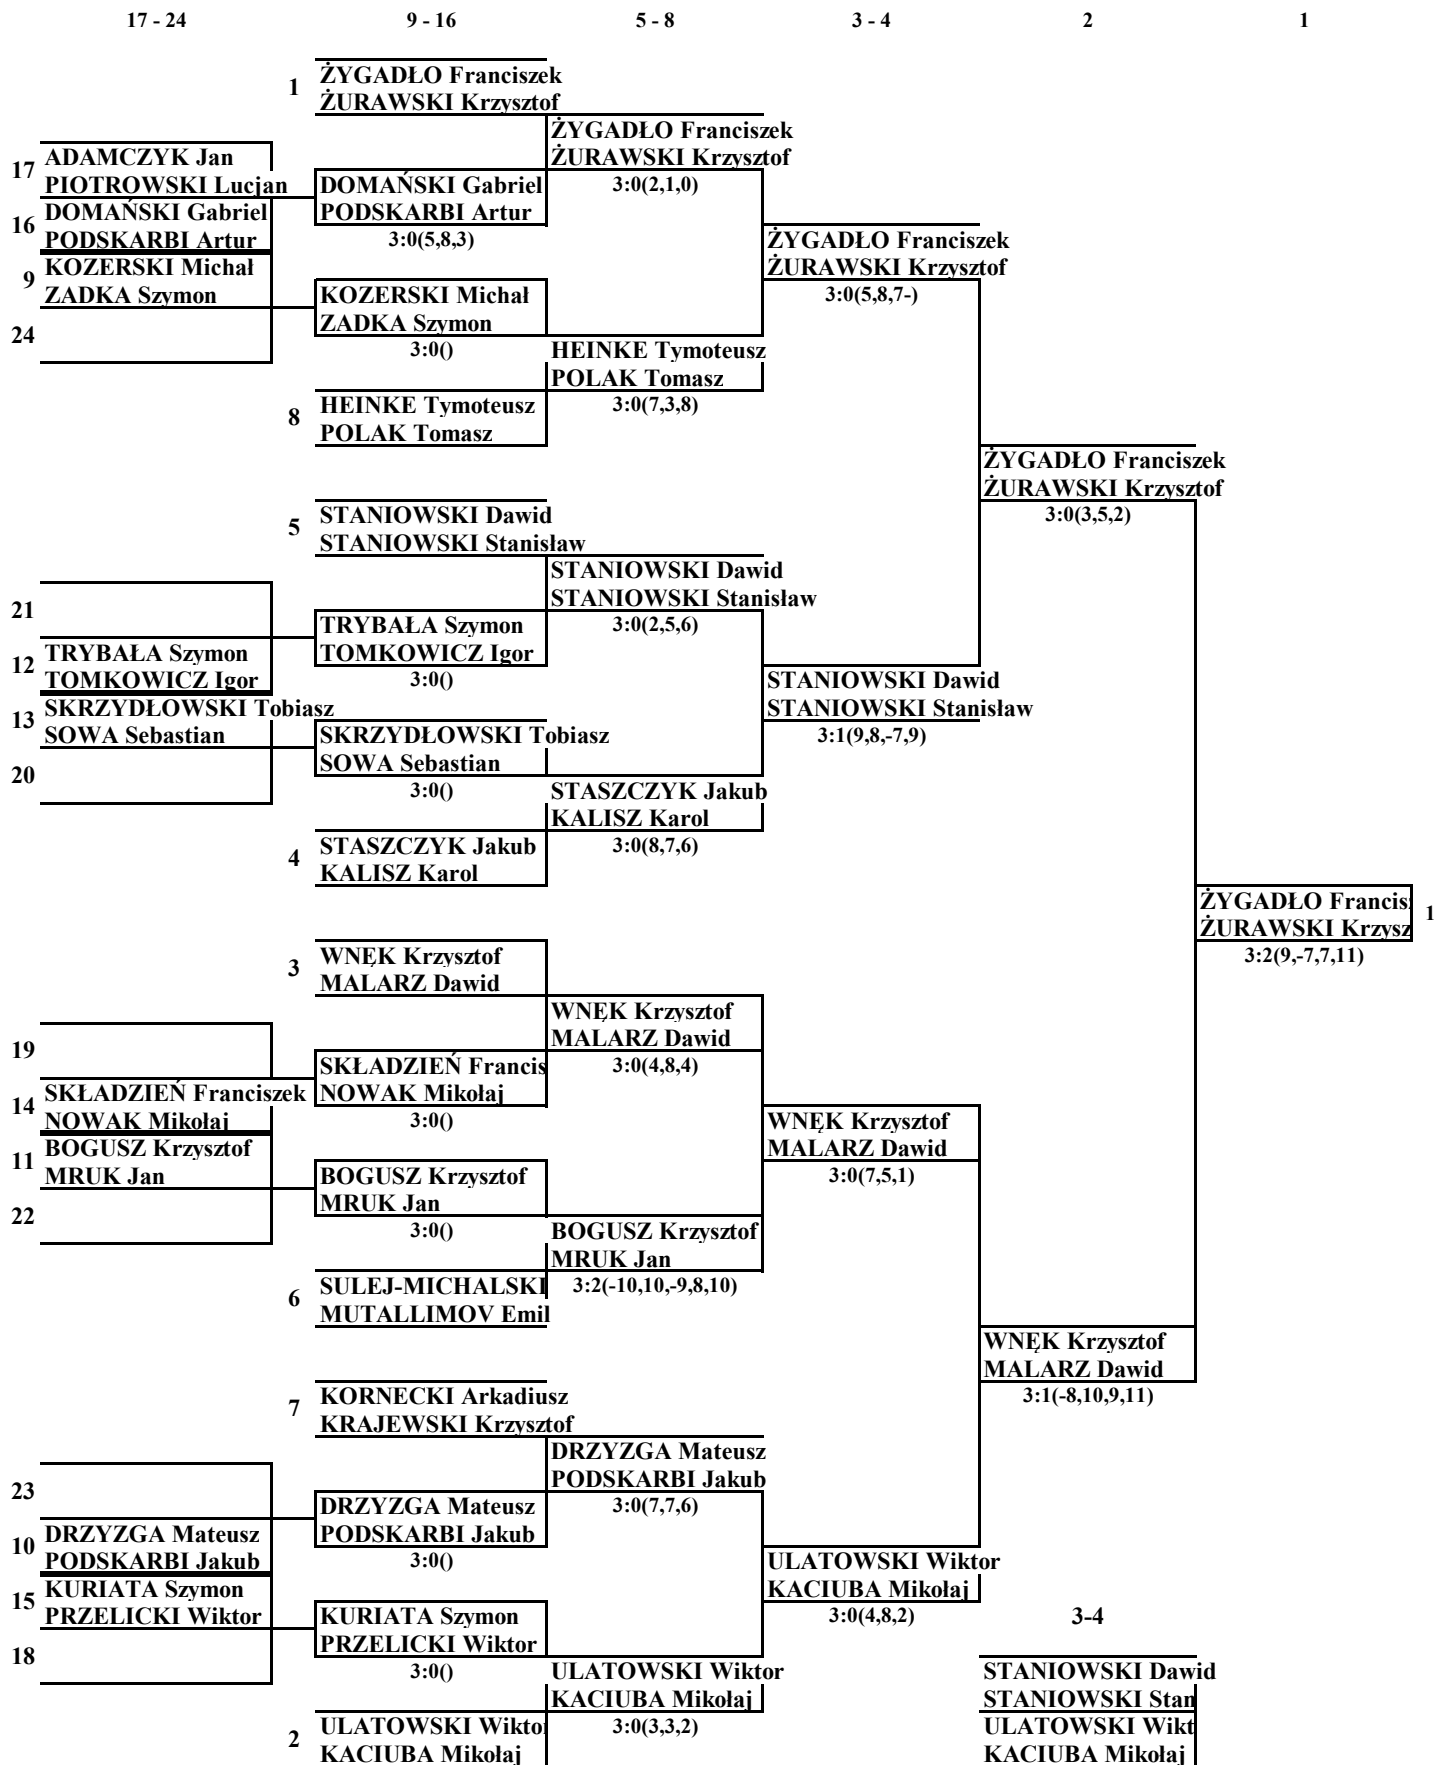 17 - 24 9 - 16 5 - 8 3 - 4 2 1
1 ŻYGADŁO Franciszek
ŻURAWSKI Krzysztof
ŻYGADŁO Franciszek
ŻURAWSKI Krzysztof
3:0(2,1,0)
17 ADAMCZYK Jan
PIOTROWSKI Lucjan
16 DOMAŃSKI Gabriel
PODSKARBI Artur
DOMAŃSKI Gabriel
PODSKARBI Artur
3:0(5,8,3)
ŻYGADŁO Franciszek
ŻURAWSKI Krzysztof
3:0(5,8,7-)
9 KOZERSKI Michał
ZADKA Szymon
24
KOZERSKI Michał
ZADKA Szymon
3:0()
HEINKE Tymoteusz
POLAK Tomasz
3:0(7,3,8)
8 HEINKE Tymoteusz
POLAK Tomasz
ŻYGADŁO Franciszek
ŻURAWSKI Krzysztof
3:0(3,5,2)
5 STANIOWSKI Dawid
STANIOWSKI Stanisław
STANIOWSKI Dawid
STANIOWSKI Stanisław
3:0(2,5,6)
21
12 TRYBAŁA Szymon
TOMKOWICZ Igor
TRYBAŁA Szymon
TOMKOWICZ Igor
3:0()
STANIOWSKI Dawid
STANIOWSKI Stanisław
3:1(9,8,-7,9)
13 SKRZYDŁOWSKI Tobiasz
SOWA Sebastian
20
SKRZYDŁOWSKI Tobiasz
SOWA Sebastian
3:0()
STASZCZYK Jakub
KALISZ Karol
3:0(8,7,6)
4 STASZCZYK Jakub
KALISZ Karol
ŻYGADŁO Francis
ŻURAWSKI Krzysz
1
3:2(9,-7,7,11)
3 WNĘK Krzysztof
MALARZ Dawid
WNĘK Krzysztof
MALARZ Dawid
3:0(4,8,4)
19
14 SKŁADZIEŃ Franciszek
NOWAK Mikołaj
SKŁADZIEŃ Francis
NOWAK Mikołaj
3:0()
WNĘK Krzysztof
MALARZ Dawid
3:0(7,5,1)
11 BOGUSZ Krzysztof
MRUK Jan
22
BOGUSZ Krzysztof
MRUK Jan
3:0()
BOGUSZ Krzysztof
MRUK Jan
3:2(-10,10,-9,8,10)
6 SULEJ-MICHALSKI
MUTALLIMOV Emil
WNĘK Krzysztof
MALARZ Dawid
3:1(-8,10,9,11)
7 KORNECKI Arkadiusz
KRAJEWSKI Krzysztof
DRZYZGA Mateusz
PODSKARBI Jakub
3:0(7,7,6)
23
10 DRZYZGA Mateusz
PODSKARBI Jakub
DRZYZGA Mateusz
PODSKARBI Jakub
3:0()
ULATOWSKI Wiktor
KACIUBA Mikołaj
3:0(4,8,2)
15 KURIATA Szymon
PRZELICKI Wiktor
18
KURIATA Szymon
PRZELICKI Wiktor
3:0()
ULATOWSKI Wiktor
KACIUBA Mikołaj
3:0(3,3,2)
2 ULATOWSKI Wikto
KACIUBA Mikołaj
3-4
STANIOWSKI Dawid
STANIOWSKI Stan
ULATOWSKI Wikt
KACIUBA Mikołaj